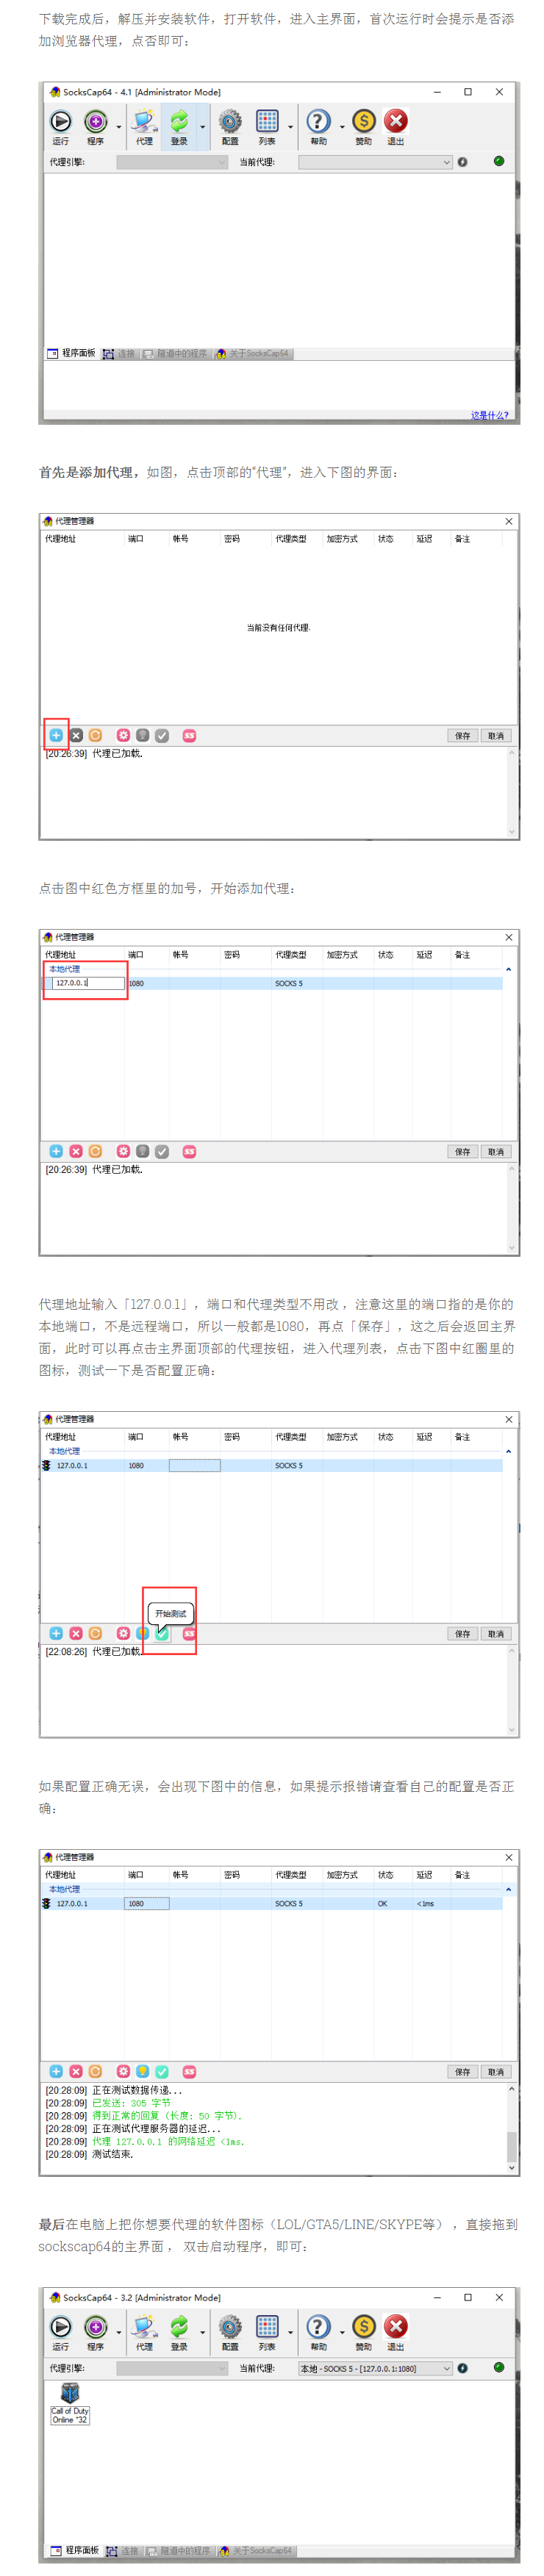 下载完成后，解压并安装软件，打开软件，进入主界面，首次运行时会提示是否添
加浏览器代理，点否即可：
SocksCap64 - 4.1 [Administrator Mode]
运行 程序 代理 登录 配置 列表 帮助 赞助 退出
代理引擎: 当前代理:
程序面板 连接 隧道中的程序 关于SocksCap64
这是什么?
首先是添加代理，如图，点击顶部的“代理”，进入下图的界面：
代理管理器
代理地址 端口 帐号 密码 代理类型 加密方式 状态 延迟 备注
当前没有任何代理.
SS 保存 取消
[20:26:39] 代理已加载.
点击图中红色方框里的加号，开始添加代理：
代理管理器
代理地址 端口 帐号 密码 代理类型 加密方式 状态 延迟 备注
本地代理
127.0.0.1 1080 SOCKS 5
SS 保存 取消
[20:26:39] 代理已加载.
代理地址输入「127.0.0.1」，端口和代理类型不用改 ，注意这里的端口指的是你的
本地端口，不是远程端口，所以一般都是1080，再点「保存」，这之后会返回主界
面，此时可以再点击主界面顶部的代理按钮，进入代理列表，点击下图中红圈里的
图标，测试一下是否配置正确：
代理管理器
代理地址 端口 帐号 密码 代理类型 加密方式 状态 延迟 备注
本地代理
127.0.0.1 1080 SOCKS 5
开始测试
SS 保存 取消
[22:08:26] 代理已加载.
如果配置正确无误，会出现下图中的信息，如果提示报错请查看自己的配置是否正
确：
代理管理器
代理地址 端口 帐号 密码 代理类型 加密方式 状态 延迟 备注
本地代理
127.0.0.1 1080 SOCKS 5 OK <1ms
SS 保存 取消
[20:28:09] 正在测试数据传递...
[20:28:09] 已发送: 305 字节
[20:28:09] 得到正常的回复 (长度: 50 字节).
[20:28:09] 正在测试代理服务器的延迟...
[20:28:09] 代理 127.0.0.1 的网络延迟 <1ms.
[20:28:09] 测试结束.
最后在电脑上把你想要代理的软件图标（LOL/GTA5/LINE/SKYPE等） ，直接拖到
sockscap64的主界面 ， 双击启动程序，即可：
SocksCap64 - 3.2 [Administrator Mode]
运行 程序 代理 登录 配置 列表 帮助 赞助 退出
代理引擎: 当前代理: 本地 - SOCKS 5 - [127.0.0.1:1080]
Call of Duty
Online *32
程序面板 连接 隧道中的程序 关于SocksCap64